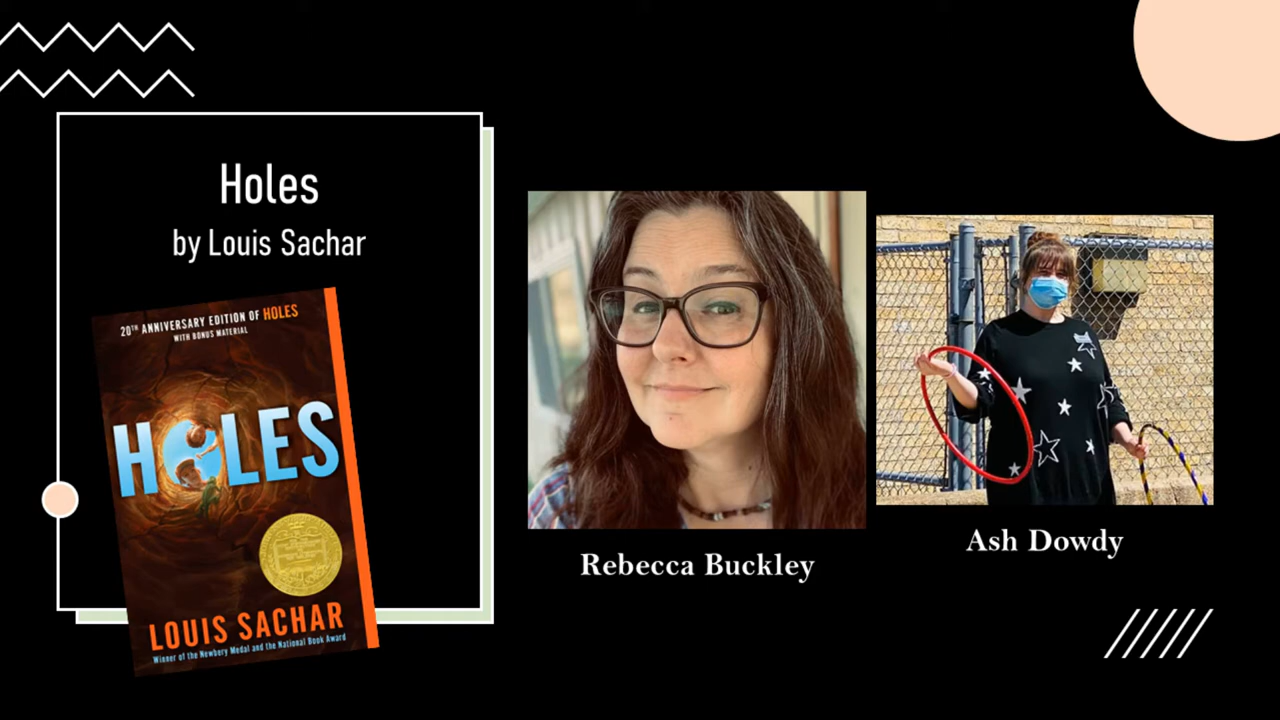 Holes
by Louis Sachar
20TH ANNIVERSARY EDITION OF HOLES
WITH BONUS MATERIAL
HOLES
LOUIS SACHAR
Winner of the Newbery Medal and the National Book Award
Rebecca Buckley
Ash Dowdy